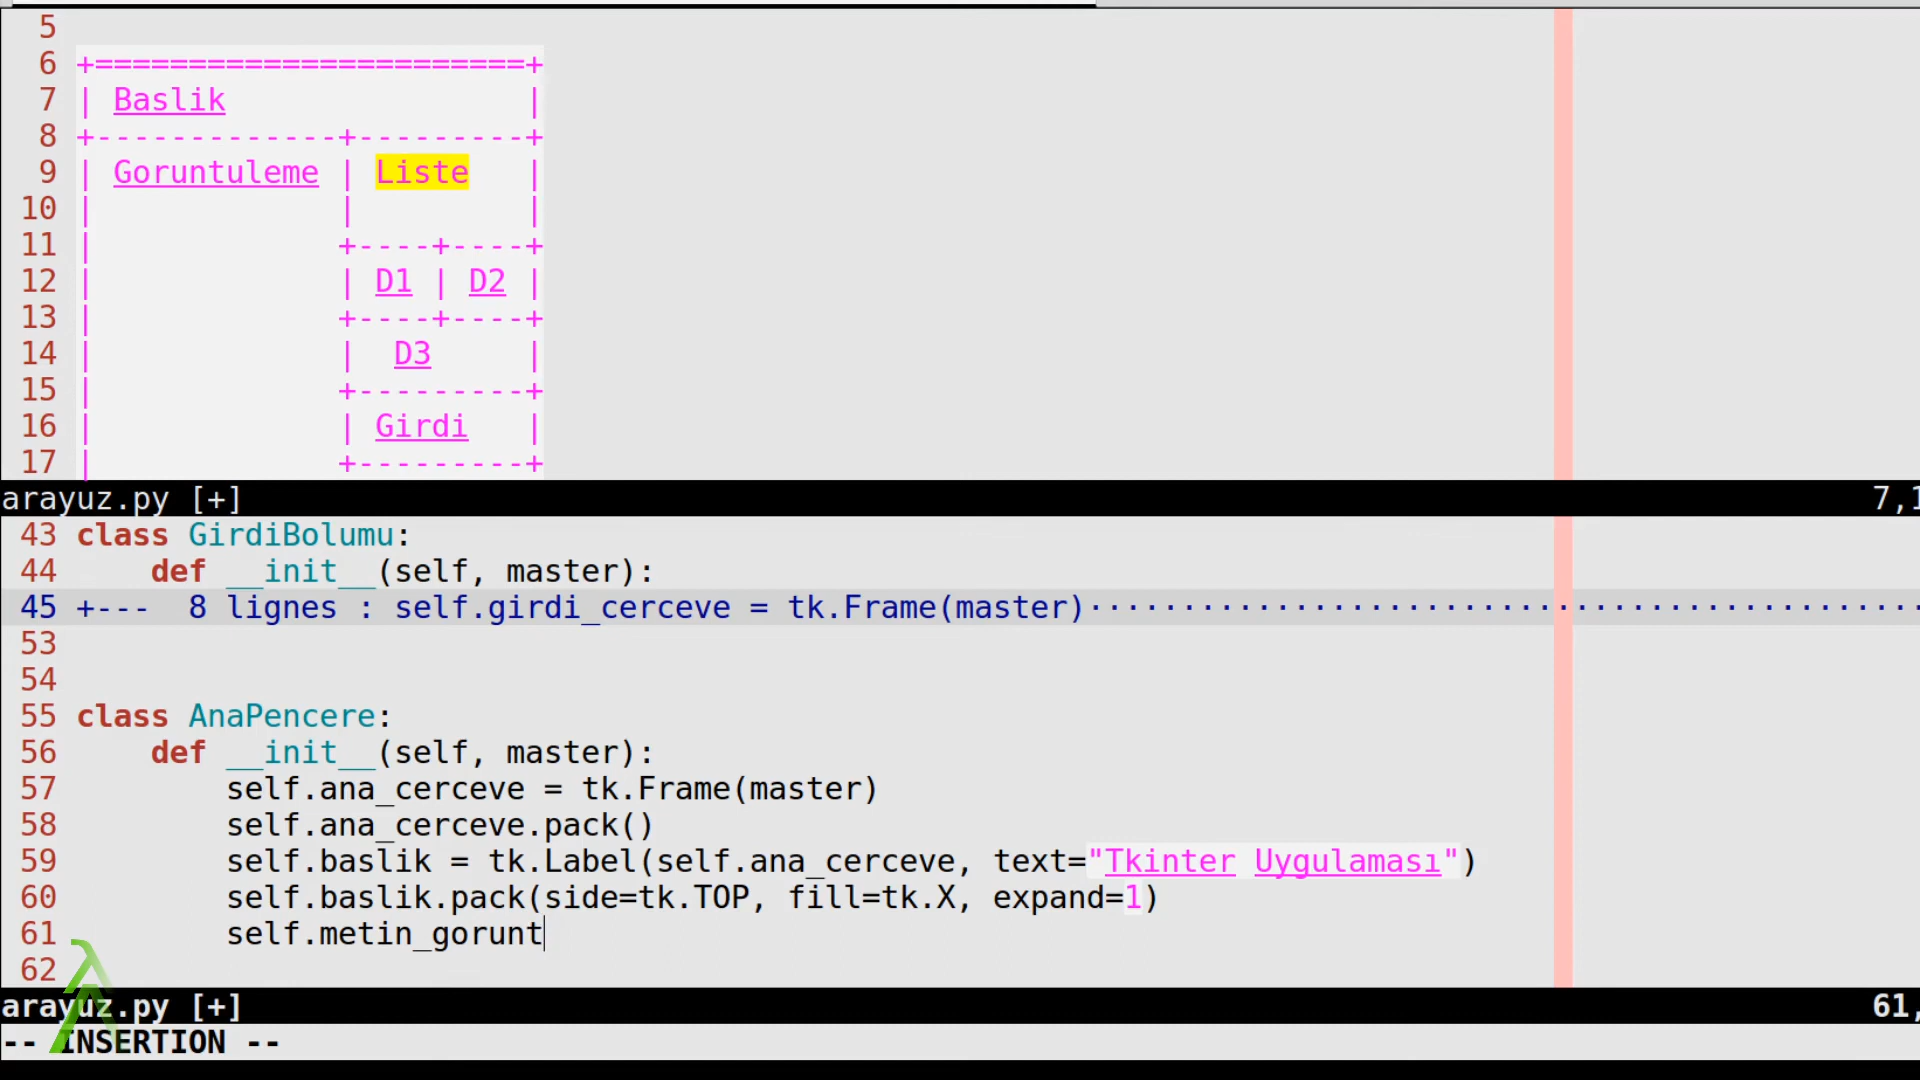 5
6 +=======================+
7 | Baslik                |
8 +-------------+---------+
9 | Goruntuleme | Liste   |
10 |             |         |
11 |             +----+----+
12 |             | D1 | D2 |
13 |             +----+----+
14 |             |  D3     |
15 |             +---------+
16 |             | Girdi   |
17 |             +---------+
arayuz.py [+] 7,1
43 class GirdiBolumu:
44     def __init__(self, master):
45 +---  8 lignes : self.girdi_cerceve = tk.Frame(master)·············································
53
54
55 class AnaPencere:
56     def __init__(self, master):
57         self.ana_cerceve = tk.Frame(master)
58         self.ana_cerceve.pack()
59         self.baslik = tk.Label(self.ana_cerceve, text="Tkinter Uygulaması")
60         self.baslik.pack(side=tk.TOP, fill=tk.X, expand=1)
61         self.metin_gorunt
62
arayuz.py [+] 61,
-- INSERTION --